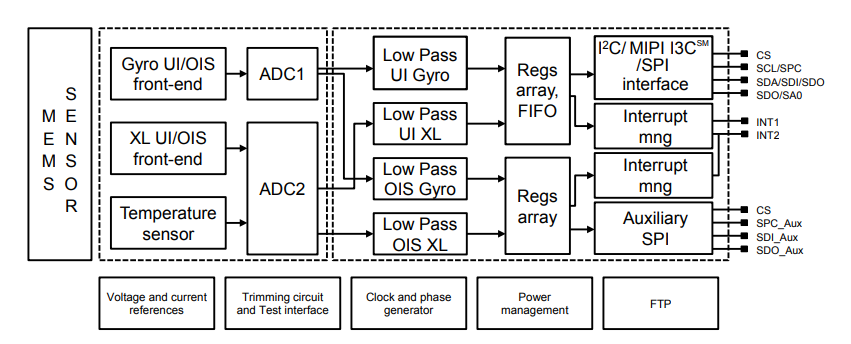 MEMS
SENSOR
Gyro UI/OIS
front-end
XL UI/OIS
front-end
Temperature
sensor
ADC1
ADC2
Low Pass
UI Gyro
Low Pass
UI XL
Low Pass
OIS Gyro
Low Pass
OIS XL
Regs
array,
FIFO
Regs
array
I²C/ MIPI I3C℠
/SPI
interface
Interrupt
mng
Interrupt
mng
Auxiliary
SPI
CS
SCL/SPC
SDA/SDI/SDO
SDO/SA0
INT1
INT2
CS
SPC_Aux
SDI_Aux
SDO_Aux
Voltage and current
references
Trimming circuit
and Test interface
Clock and phase
generator
Power
management
FTP